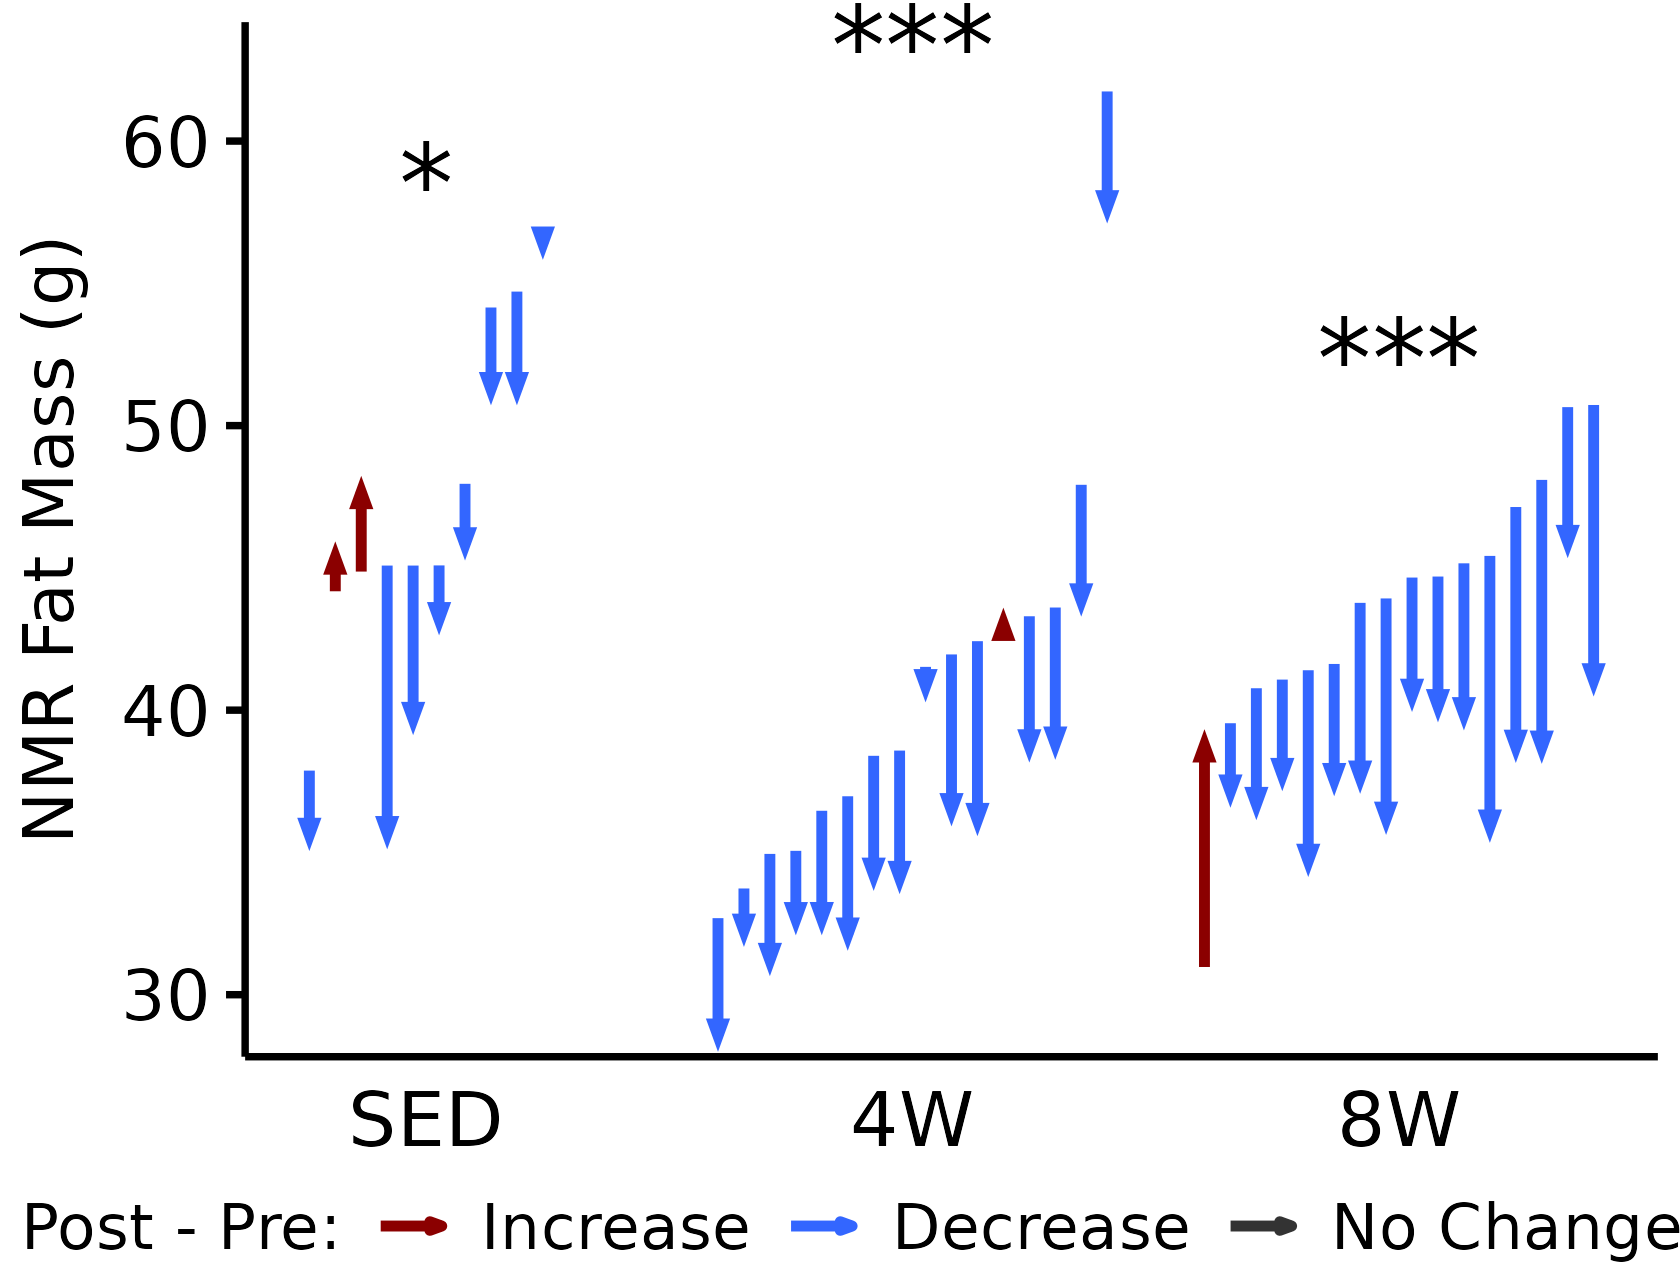 ***
60
*
***
50
40
30
NMR Fat Mass (g)
SED 4W 8W
Post - Pre: Increase Decrease No Change